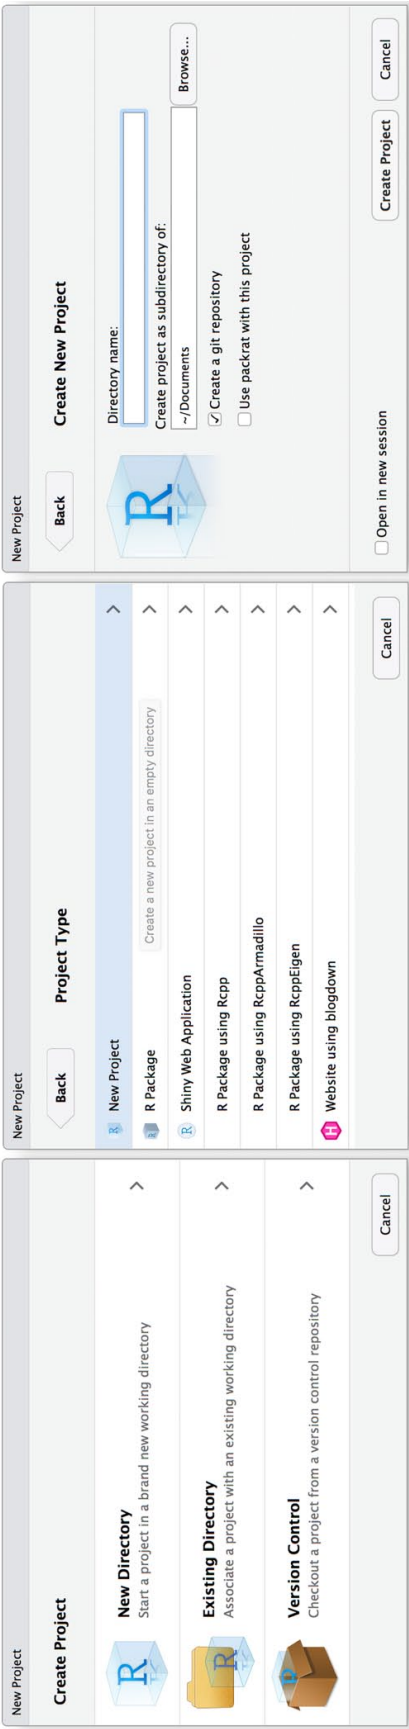 New Project
Create Project
New Directory
Start a project in a brand new working directory
Existing Directory
Associate a project with an existing working directory
Version Control
Checkout a project from a version control repository
Cancel
New Project
Back
Project Type
New Project
R Package
Create a new project in an empty directory
Shiny Web Application
R Package using Rcpp
R Package using RcppArmadillo
R Package using RcppEigen
Website using blogdown
Cancel
New Project
Back
Create New Project
Directory name:
Create project as subdirectory of:
~/Documents
Browse...
Create a git repository
Use packrat with this project
Open in new session
Create Project
Cancel